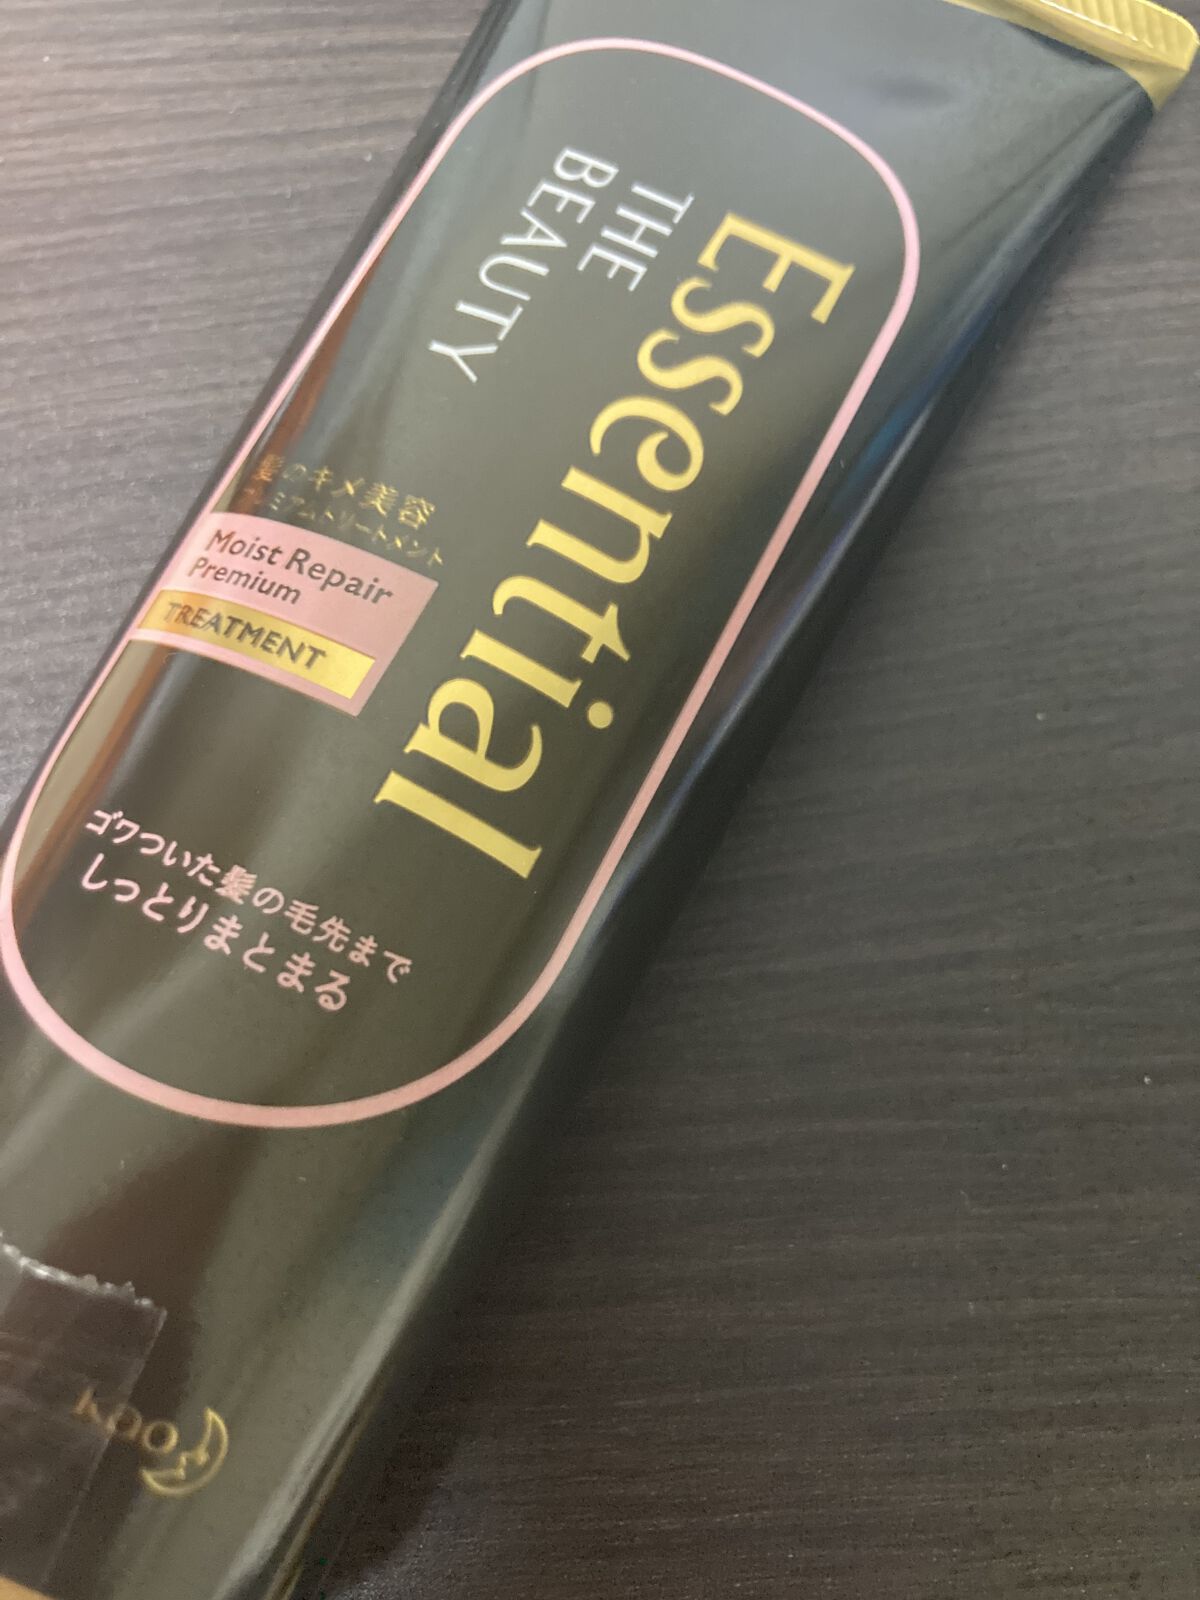 Essential
THE
BEAUTY
髪のキメ美容
プレミアムトリートメント
Moist Repair
Premium
TREATMENT
ゴワついた髪の毛先まで
しっとりまとまる
KAO